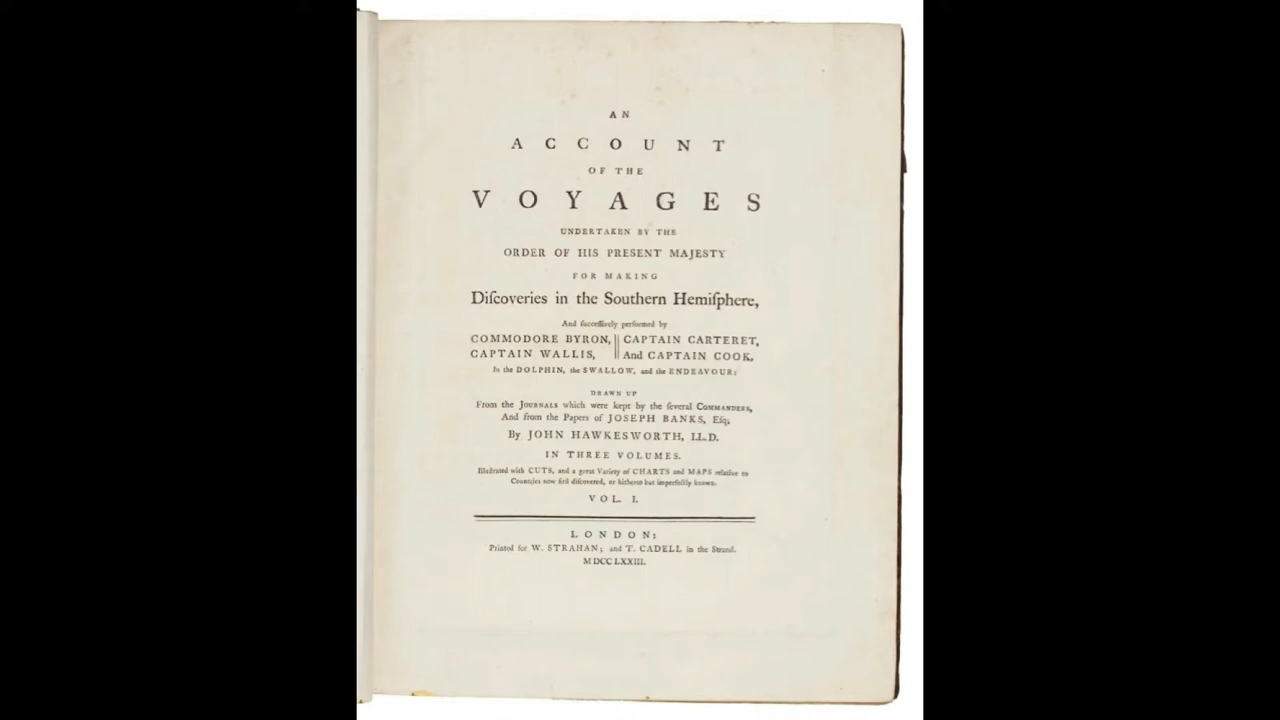 AN
ACCOUNT
OF THE
VOYAGES
UNDERTAKEN BY THE
ORDER OF HIS PRESENT MAJESTY
FOR MAKING
Diſcoveries in the Southern Hemiſphere,
And ſucceſſively performed by
COMMODORE BYRON, || CAPTAIN CARTERET,
CAPTAIN WALLIS, || And CAPTAIN COOK,
In the DOLPHIN, the SWALLOW, and the ENDEAVOUR:
DRAWN UP
From the JOURNALS which were kept by the ſeveral COMMANDERS,
And from the Papers of JOSEPH BANKS, Eſq;
By JOHN HAWKESWORTH, LL.D.
IN THREE VOLUMES.
Illuſtrated with CUTS, and a great Variety of CHARTS and MAPS relative to
Countries now firſt diſcovered, or hitherto but imperfectly known.
VOL. I.
LONDON:
Printed for W. STRAHAN; and T. CADELL in the Strand.
MDCCLXXIII.